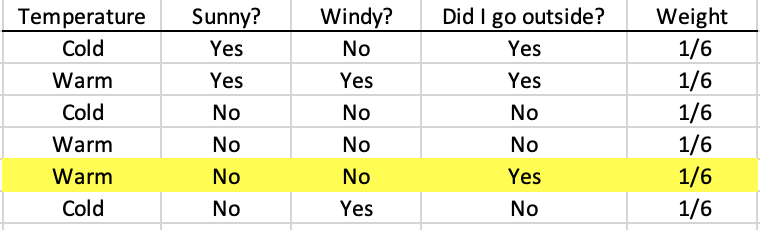 Temperature Sunny? Windy? Did I go outside? Weight
Cold Yes No Yes 1/6
Warm Yes Yes Yes 1/6
Cold No No No 1/6
Warm No No No 1/6
Warm No No Yes 1/6
Cold No Yes No 1/6